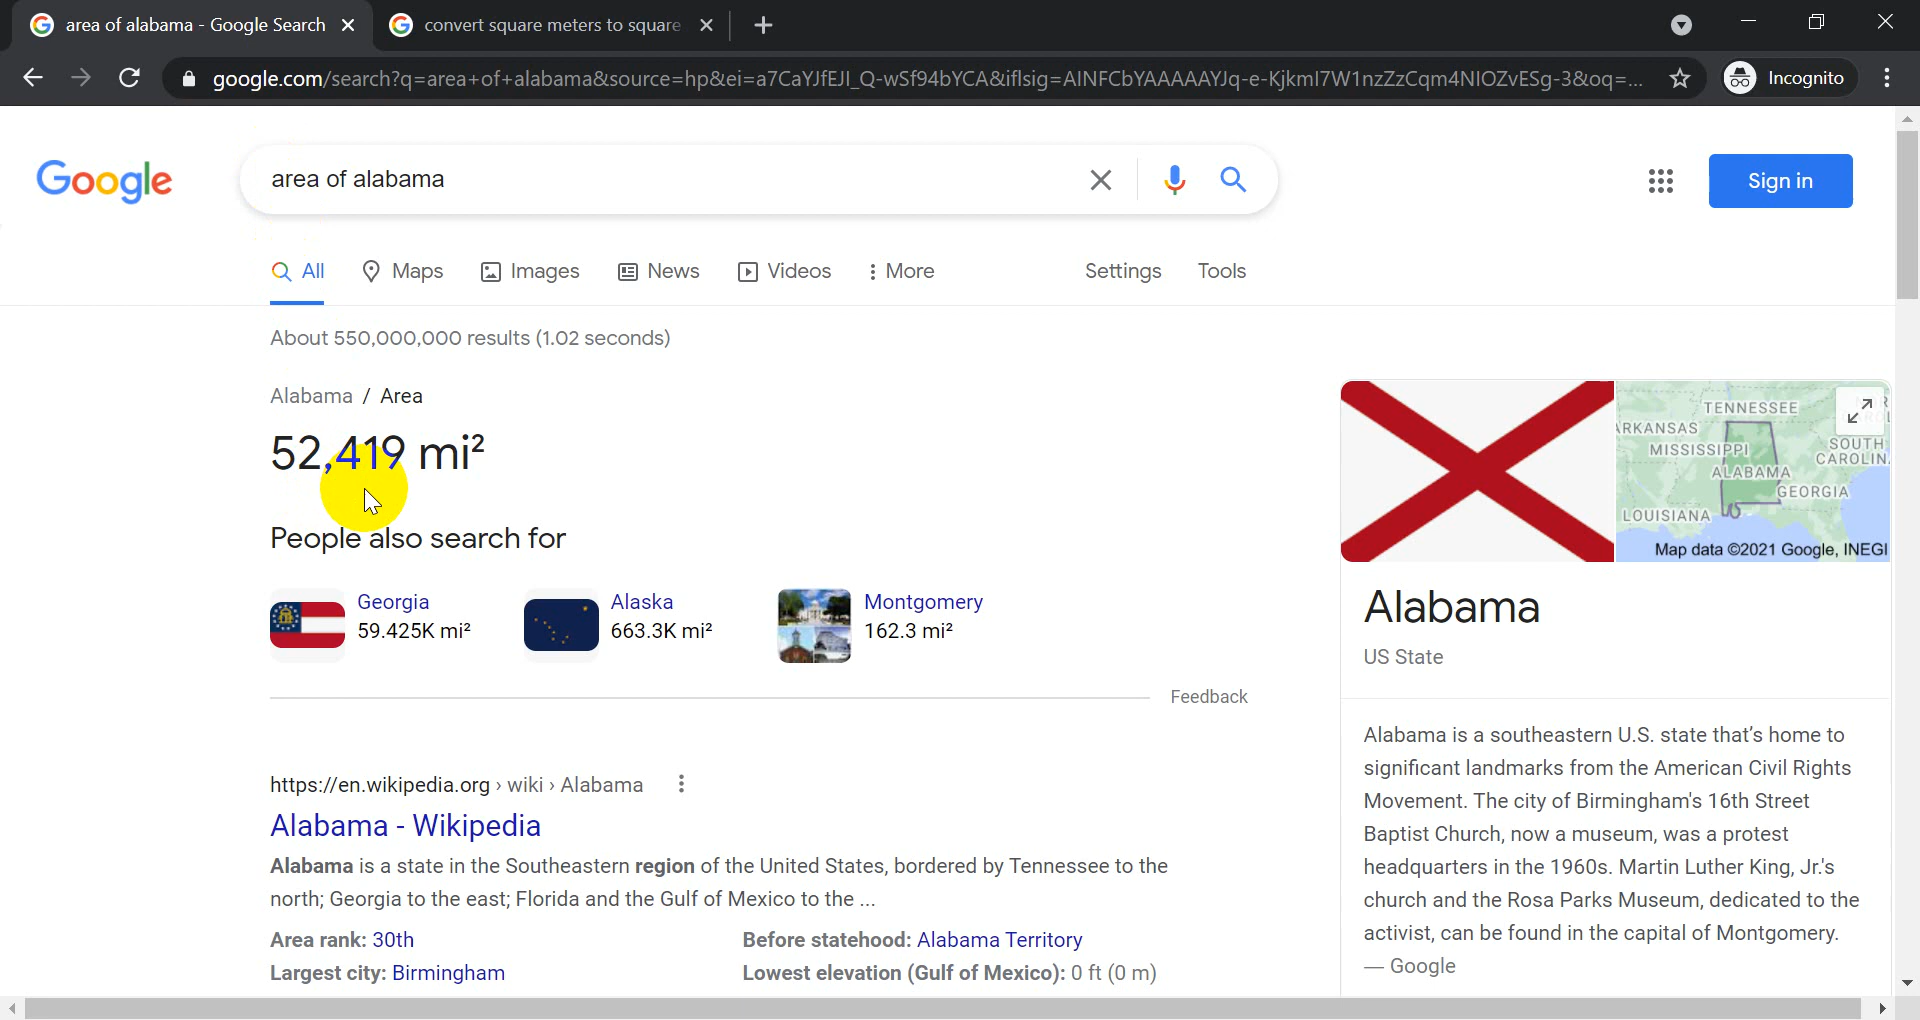 area of alabama - Google Search
convert square meters to square
google.com/search?q=area+of+alabama&source=hp&ei=a7CaYJfEJI_Q-wSf94bYCA&iflsig=AINFCbYAAAAAYJq-e-KjkmI7W1nzZzCqm4NIOZvESg-3&oq=...
Incognito
Google
area of alabama
Sign in
All
Maps
Images
News
Videos
More
Settings
Tools
About 550,000,000 results (1.02 seconds)
Alabama / Area
52,419 mi²
People also search for
Georgia
59.425K mi²
Alaska
663.3K mi²
Montgomery
162.3 mi²
Feedback
https://en.wikipedia.org › wiki › Alabama
Alabama - Wikipedia
Alabama is a state in the Southeastern region of the United States, bordered by Tennessee to the
north; Georgia to the east; Florida and the Gulf of Mexico to the ...
Area rank: 30th
Before statehood: Alabama Territory
Largest city: Birmingham
Lowest elevation (Gulf of Mexico): 0 ft (0 m)
TENNESSEE
ARKANSAS
MISSISSIPPI
SOUTH
CAROLIN
ALABAMA
GEORGIA
LOUISIANA
Map data ©2021 Google, INEGI
Alabama
US State
Alabama is a southeastern U.S. state that's home to
significant landmarks from the American Civil Rights
Movement. The city of Birmingham's 16th Street
Baptist Church, now a museum, was a protest
headquarters in the 1960s. Martin Luther King, Jr.'s
church and the Rosa Parks Museum, dedicated to the
activist, can be found in the capital of Montgomery.
— Google